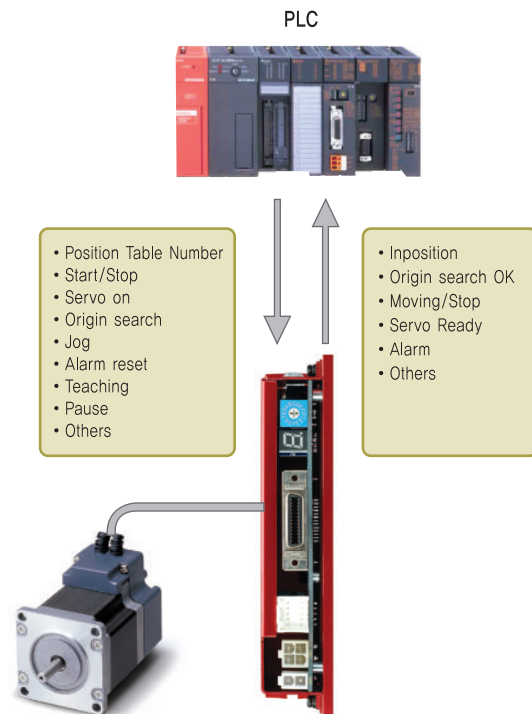 PLC
• Position Table Number
• Start/Stop
• Servo on
• Origin search
• Jog
• Alarm reset
• Teaching
• Pause
• Others
• Inposition
• Origin search OK
• Moving/Stop
• Servo Ready
• Alarm
• Others